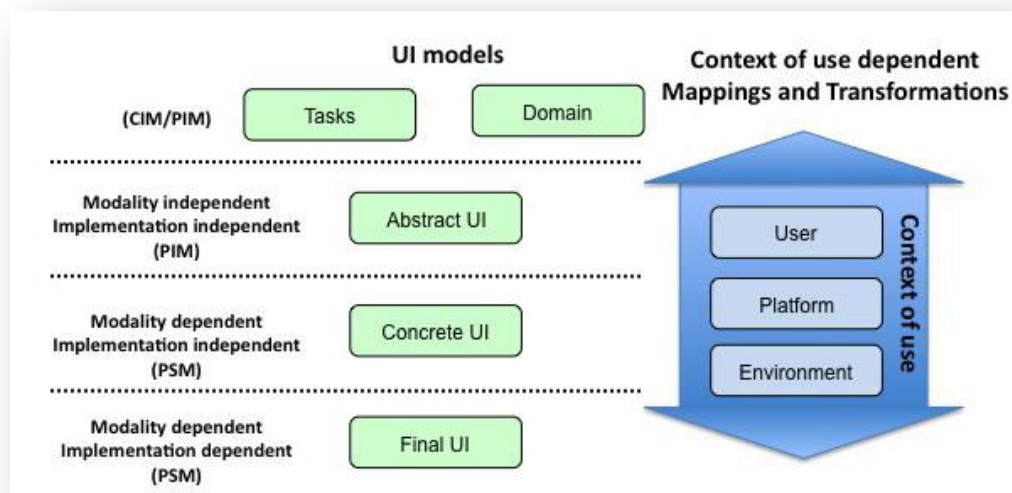 UI models
Context of use dependent
Mappings and Transformations
(CIM/PIM)
Tasks
Domain
Modality independent
Implementation independent
(PIM)
Abstract UI
Modality dependent
Implementation independent
(PSM)
Concrete UI
Modality dependent
Implementation dependent
(PSM)
Final UI
User
Platform
Environment
Context of use